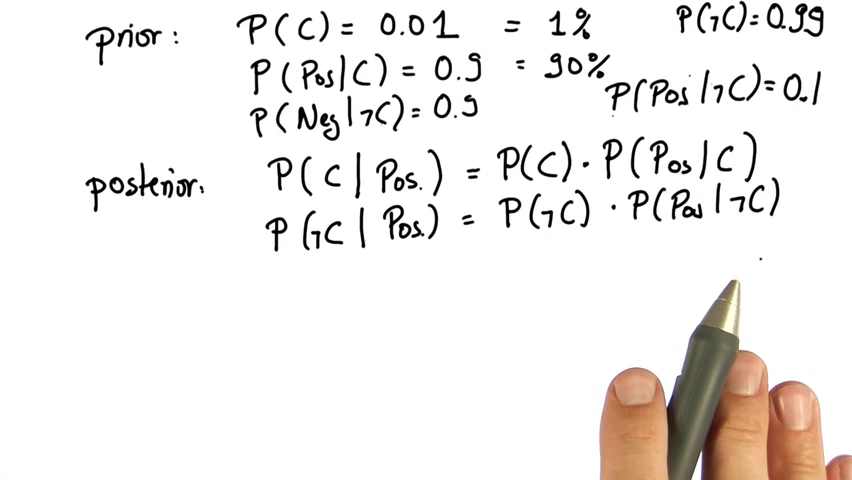 prior: P(C) = 0.01 = 1% P(¬C) = 0.99
P(Pos|C) = 0.9 = 90% P(Pos|¬C) = 0.1
P(Neg|¬C) = 0.9
posterior: P(C|Pos.) = P(C) · P(Pos|C)
P(¬C|Pos.) = P(¬C) · P(Pos|¬C)